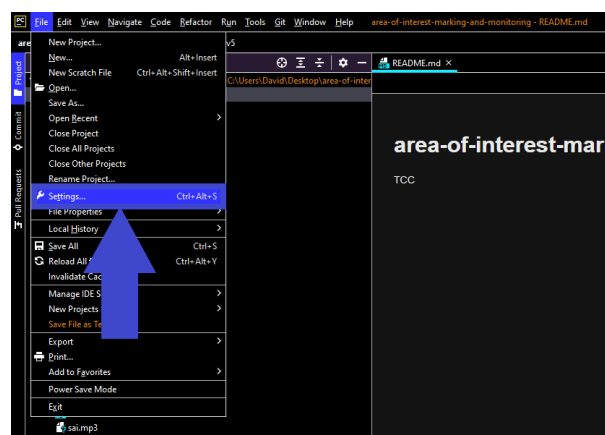 PC File Edit View Navigate Code Refactor Run Tools Git Window Help area-of-interest-marking-and-monitoring - README.md
are v5
New Project...
New... Alt+Insert
New Scratch File Ctrl+Alt+Shift+Insert
Open...
Save As...
Open Recent
Close Project
Close All Projects
Close Other Projects
Rename Project...
Settings... Ctrl+Alt+S
File Properties
Local History
Save All Ctrl+S
Reload All Ctrl+Alt+Y
Invalidate Cac
Manage IDE S
New Projects
Save File as Te
Export
Print...
Add to Favorites
Power Save Mode
Exit
sai.mp3
Project
Commit
Pull Requests
C:\Users\David\Desktop\area-of-inter
README.md
area-of-interest-mar
TCC